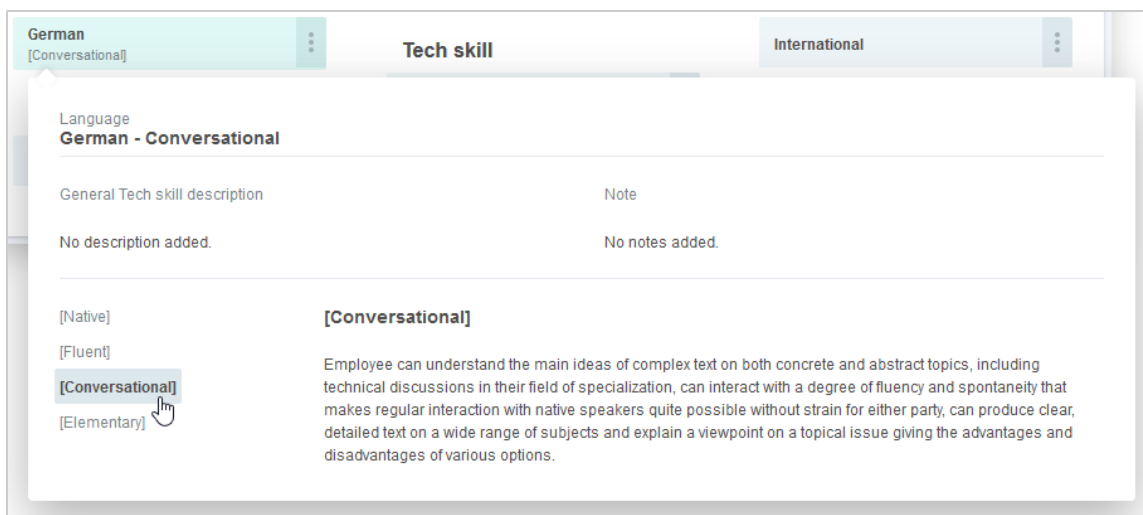 German
[Conversational]
Tech skill
International
Language
German - Conversational
General Tech skill description
Note
No description added.
No notes added.
[Native]
[Fluent]
[Conversational]
[Elementary]
[Conversational]
Employee can understand the main ideas of complex text on both concrete and abstract topics, including
technical discussions in their field of specialization, can interact with a degree of fluency and spontaneity that
makes regular interaction with native speakers quite possible without strain for either party, can produce clear,
detailed text on a wide range of subjects and explain a viewpoint on a topical issue giving the advantages and
disadvantages of various options.